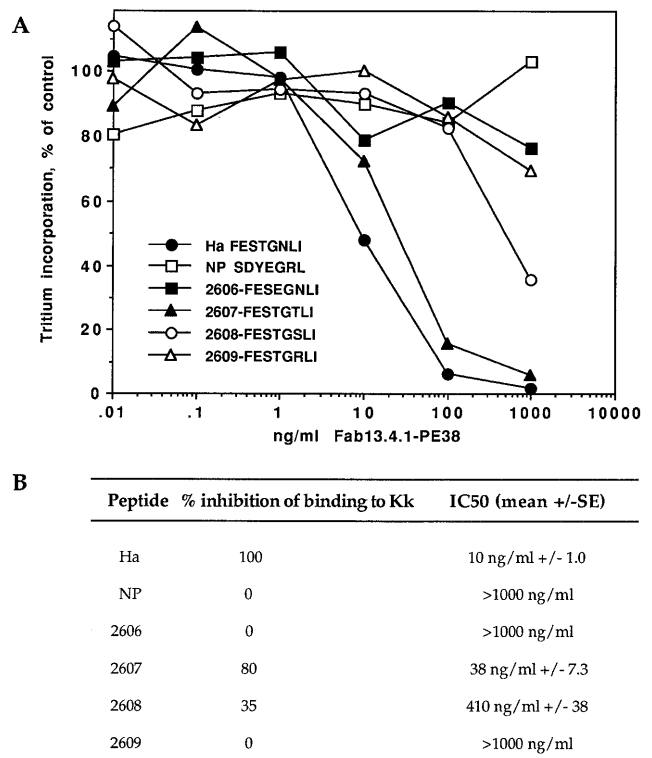 A
Tritium incorporation, % of control
100
80
60
40
20
0
Ha FESTGNLI
NP SDYEGRL
2606-FESEGNLI
2607-FESTGTLI
2608-FESTGSLI
2609-FESTGRLI
.01 .1 1 10 100 1000 10000
ng/ml Fab13.4.1-PE38
B
Peptide % inhibition of binding to Kk IC50 (mean +/-SE)
Ha 100 10 ng/ml +/- 1.0
NP 0 >1000 ng/ml
2606 0 >1000 ng/ml
2607 80 38 ng/ml +/- 7.3
2608 35 410 ng/ml +/- 38
2609 0 >1000 ng/ml